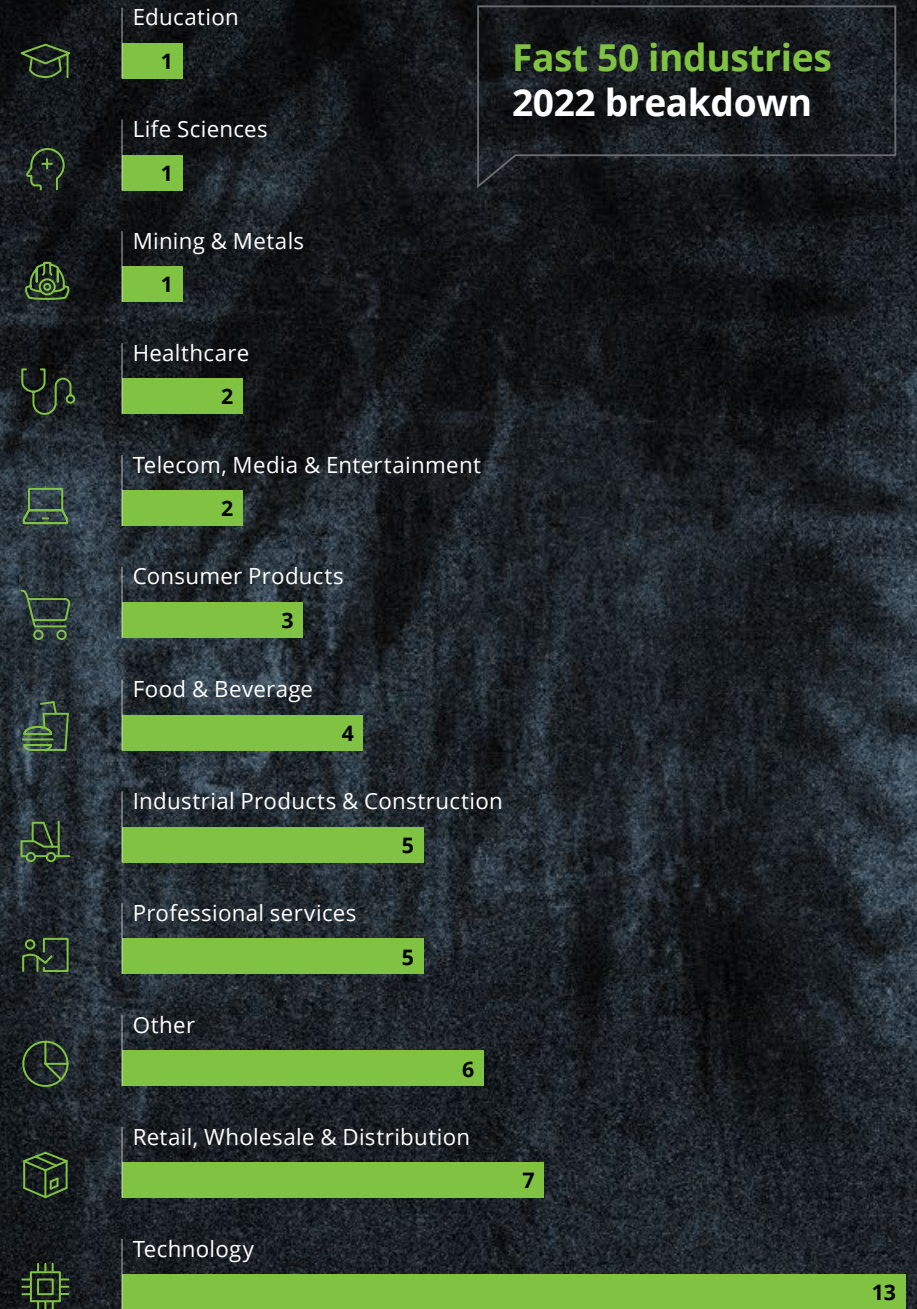 Education
1
Fast 50 industries
2022 breakdown
Life Sciences
1
Mining & Metals
1
Healthcare
2
Telecom, Media & Entertainment
2
Consumer Products
3
Food & Beverage
4
Industrial Products & Construction
5
Professional services
5
Other
6
Retail, Wholesale & Distribution
7
Technology
13